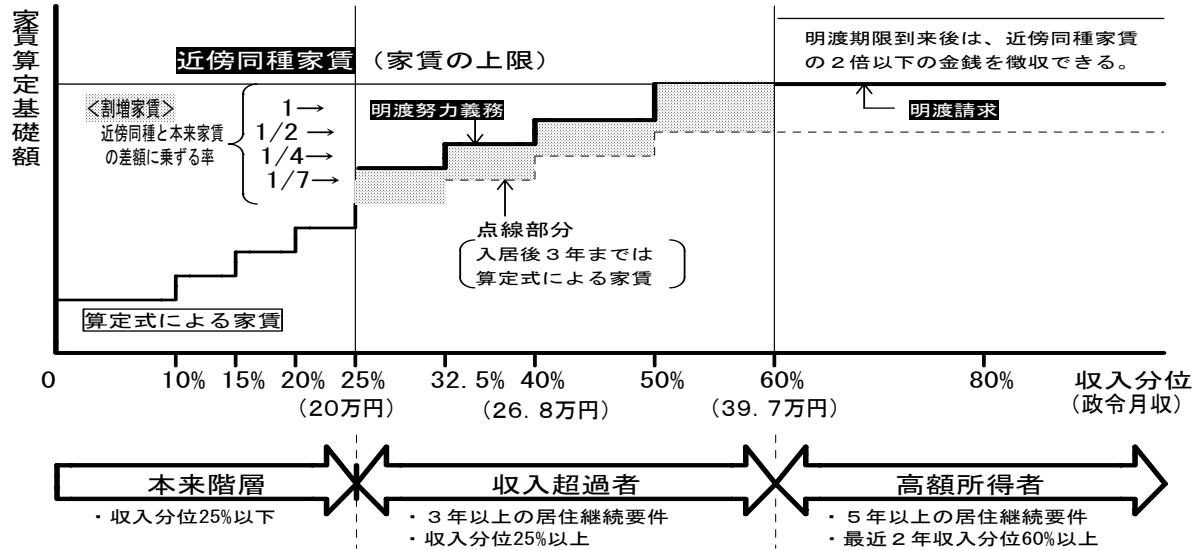 家賃算定基礎額
近傍同種家賃（家賃の上限）
明渡期限到来後は、近傍同種家賃
の２倍以下の金銭を徴収できる。
＜割増家賃＞
近傍同種と本来家賃
の差額に乗ずる率
1→
1/2→
1/4→
1/7→
明渡努力義務
明渡請求
点線部分
入居後３年までは
算定式による家賃
算定式による家賃
0 10% 15% 20% 25% 32.5% 40% 50% 60% 80% 収入分位
（20万円） （26.8万円） （39.7万円） （政令月収）
本来階層 収入超過者 高額所得者
・収入分位25%以下
・３年以上の居住継続要件
・収入分位25%以上
・５年以上の居住継続要件
・最近２年収入分位60%以上